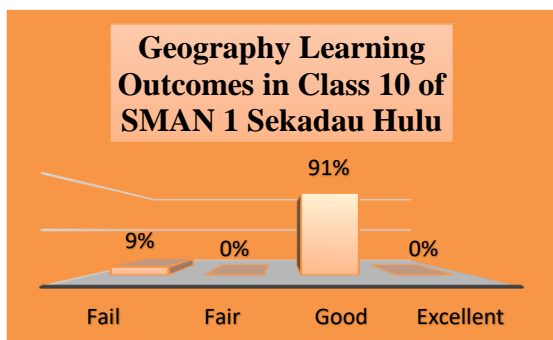 Geography Learning
Outcomes in Class 10 of
SMAN 1 Sekadau Hulu
91%
9%
0%
0%
Fail
Fair
Good
Excellent